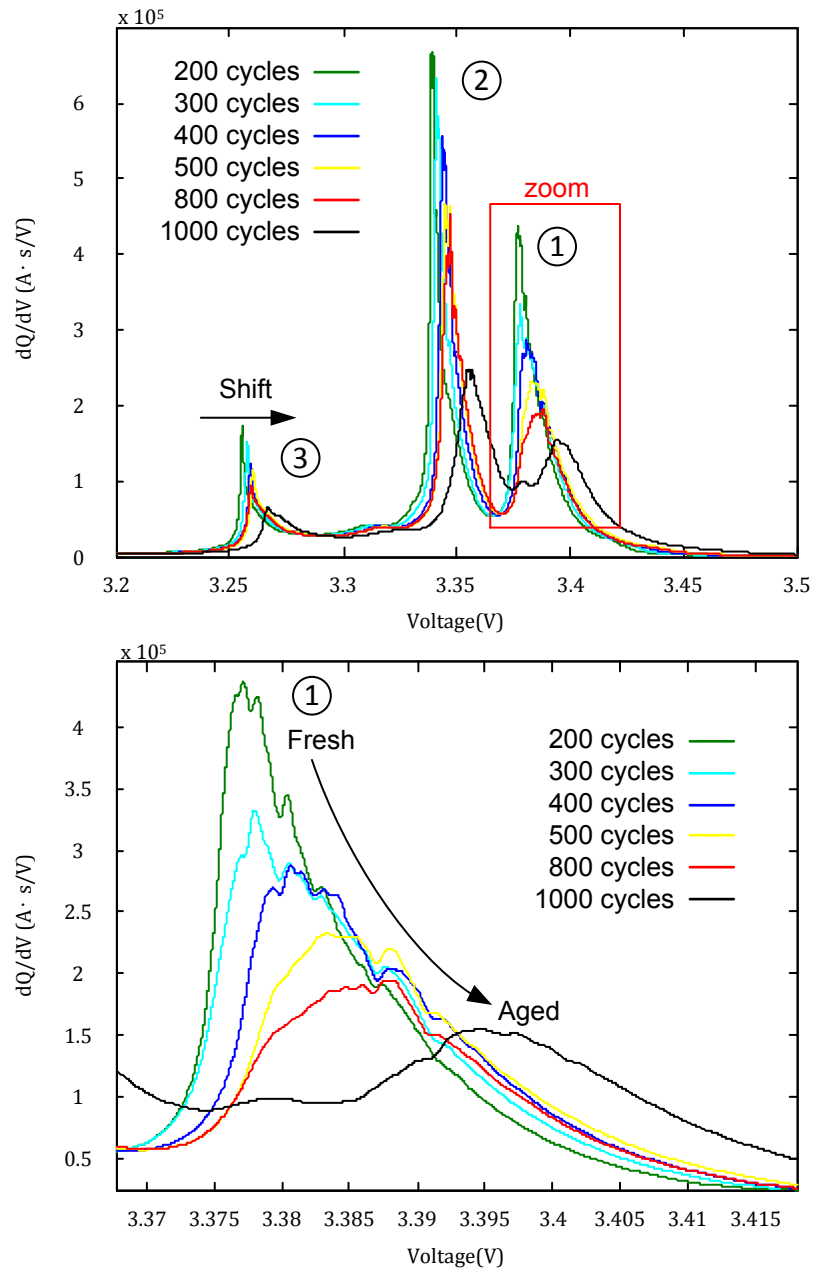 x 10⁵
200 cycles
300 cycles
400 cycles
500 cycles
800 cycles
1000 cycles
②
zoom
①
Shift
③
dQ/dV (A· s/V)
6
5
4
3
2
1
0
3.2
3.25
3.3
3.35
3.4
3.45
3.5
Voltage(V)
x 10⁵
①
Fresh
200 cycles
300 cycles
400 cycles
500 cycles
800 cycles
1000 cycles
Aged
dQ/dV (A· s/V)
4
3.5
3
2.5
2
1.5
1
0.5
3.37
3.375
3.38
3.385
3.39
3.395
3.4
3.405
3.41
3.415
Voltage(V)